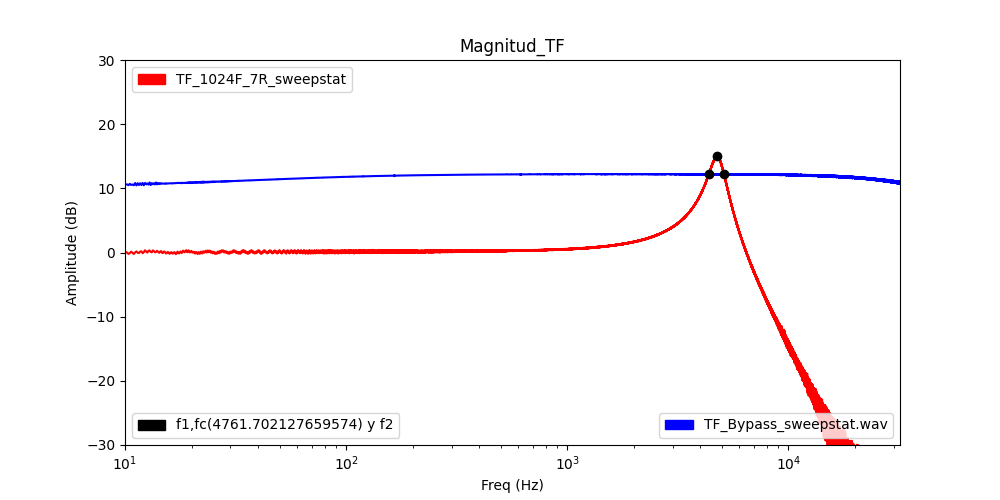 Magnitud_TF
30
20
10
0
−10
−20
−30
Amplitude (dB)
TF_1024F_7R_sweepstat
f1,fc(4761.702127659574) y f2
TF_Bypass_sweepstat.wav
10¹
10²
10³
10⁴
Freq (Hz)